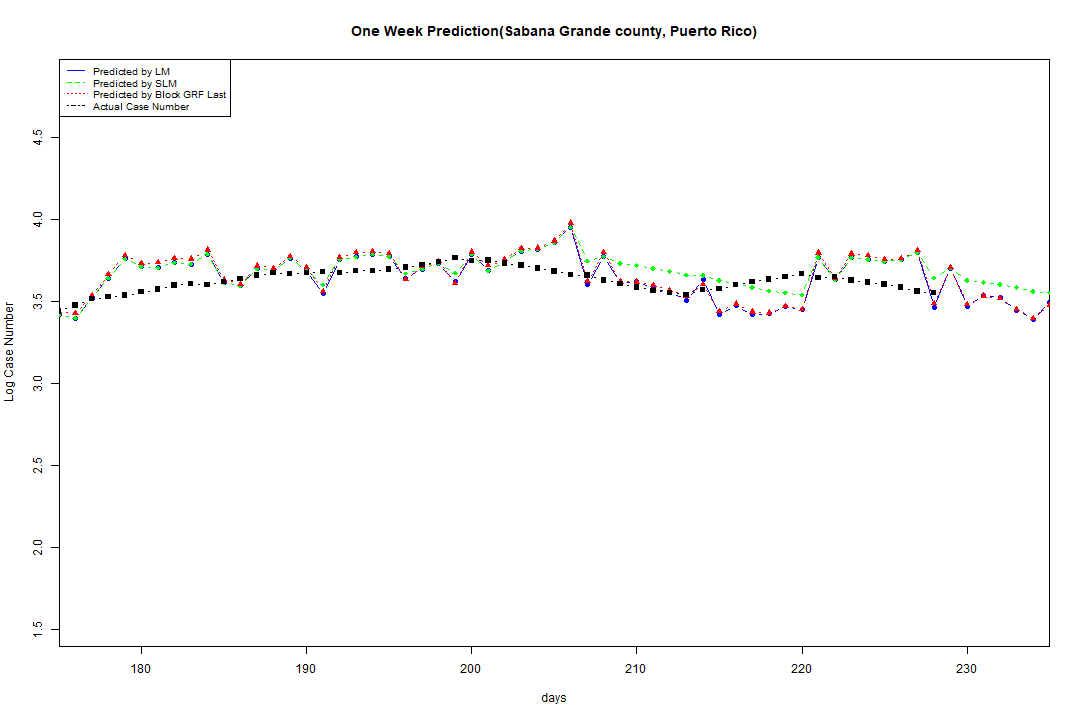 One Week Prediction(Sabana Grande county, Puerto Rico)
Predicted by LM
Predicted by SLM
Predicted by Block GRF Last
Actual Case Number
4.5
4.0
3.5
3.0
2.5
2.0
1.5
Log Case Number
180 190 200 210 220 230
days